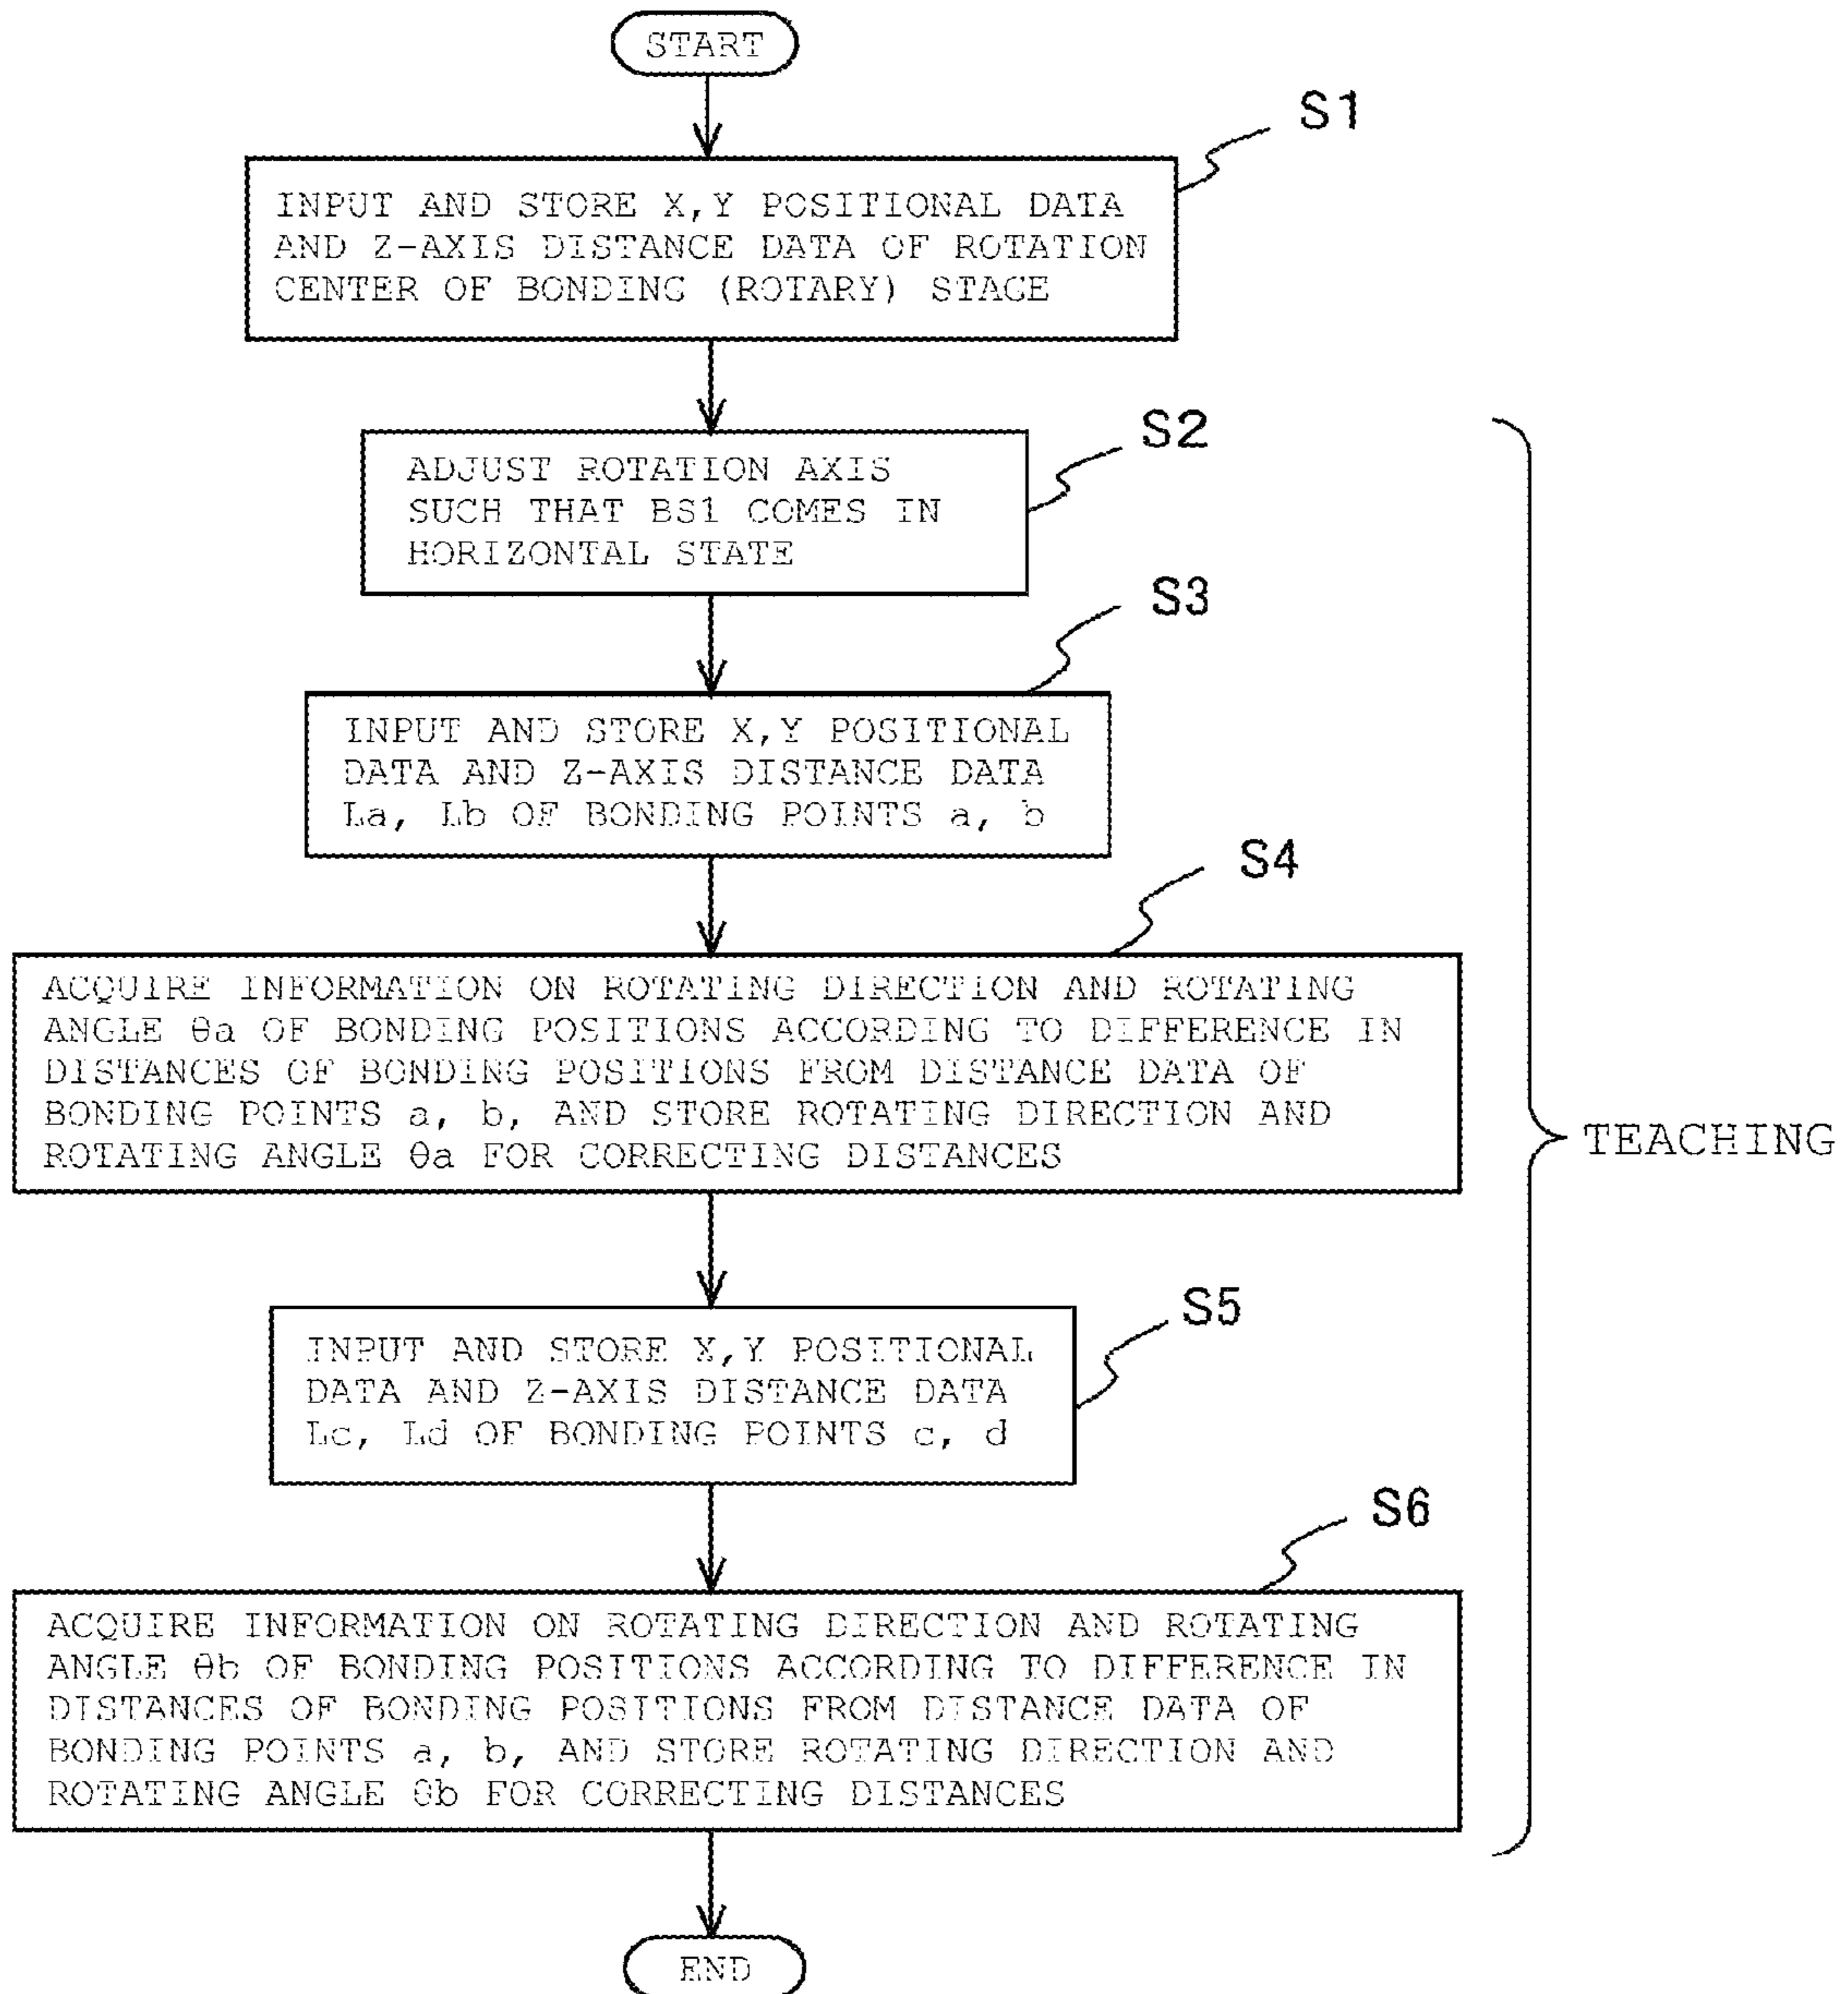 START
S1
INPUT AND STORE X,Y POSITIONAL DATA
AND Z-AXIS DISTANCE DATA OF ROTATION
CENTER OF BONDING (ROTARY) STAGE
S2
ADJUST ROTATION AXIS
SUCH THAT BS1 COMES IN
HORIZONTAL STATE
S3
INPUT AND STORE X,Y POSITIONAL
DATA AND Z-AXIS DISTANCE DATA
La, Lb OF BONDING POINTS a, b
S4
ACQUIRE INFORMATION ON ROTATING DIRECTION AND ROTATING
ANGLE θa OF BONDING POSITIONS ACCORDING TO DIFFERENCE IN
DISTANCES OF BONDING POSITIONS FROM DISTANCE DATA OF
BONDING POINTS a, b, AND STORE ROTATING DIRECTION AND
ROTATING ANGLE θa FOR CORRECTING DISTANCES
TEACHING
S5
INPUT AND STORE X,Y POSITIONAL
DATA AND Z-AXIS DISTANCE DATA
Lc, Ld OF BONDING POINTS c, d
S6
ACQUIRE INFORMATION ON ROTATING DIRECTION AND ROTATING
ANGLE θb OF BONDING POSITIONS ACCORDING TO DIFFERENCE IN
DISTANCES OF BONDING POSITIONS FROM DISTANCE DATA OF
BONDING POINTS a, b, AND STORE ROTATING DIRECTION AND
ROTATING ANGLE θb FOR CORRECTING DISTANCES
END